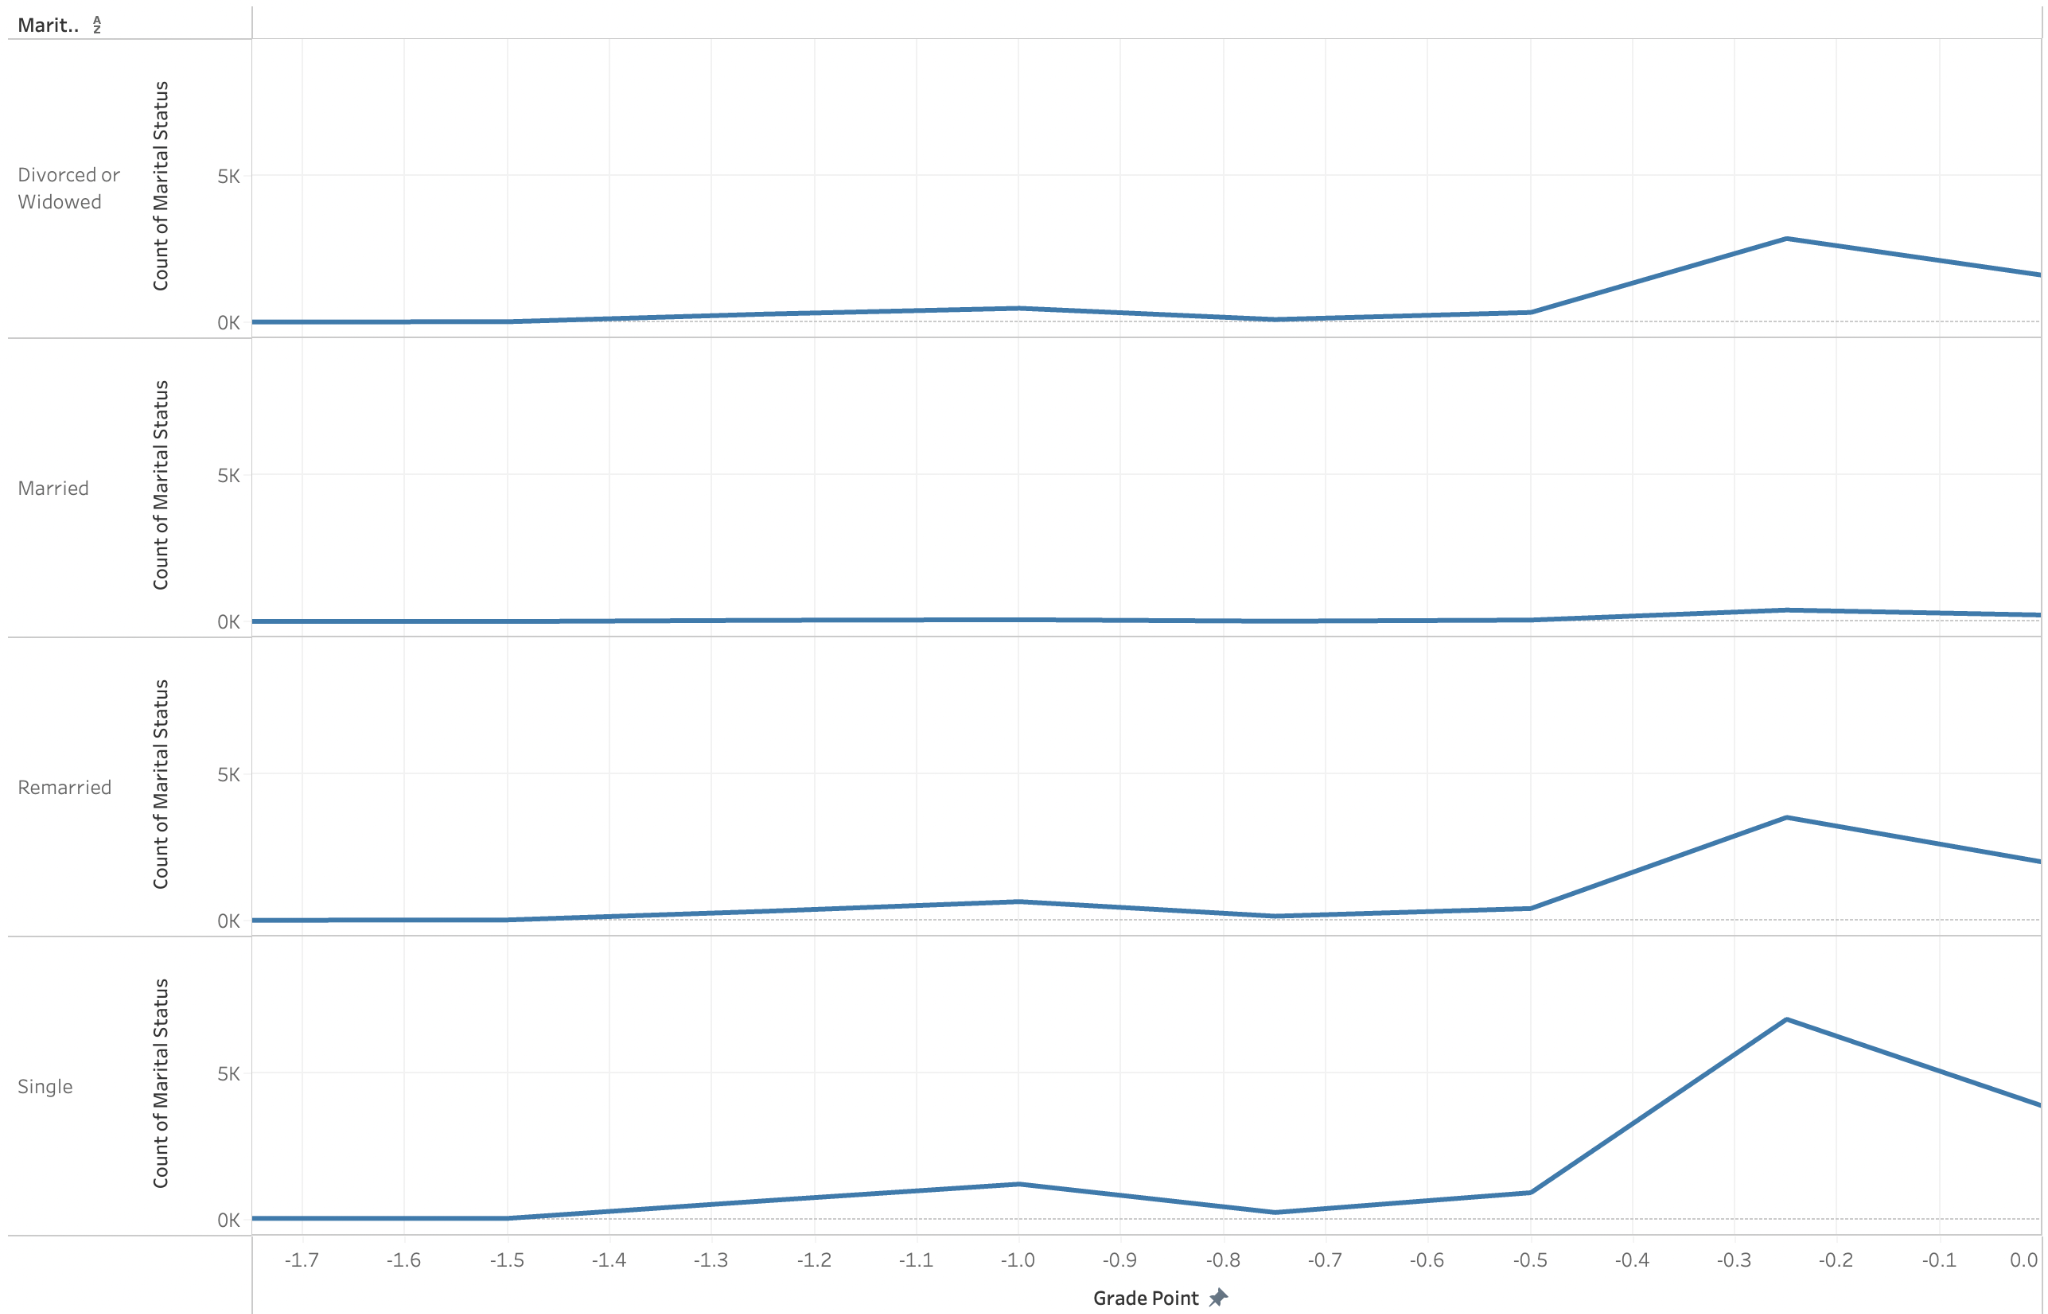 Marit..
Divorced or
Widowed
Count of Marital Status
5K
0K
Married
Count of Marital Status
5K
0K
Remarried
Count of Marital Status
5K
0K
Single
Count of Marital Status
5K
0K
-1.7 -1.6 -1.5 -1.4 -1.3 -1.2 -1.1 -1.0 -0.9 -0.8 -0.7 -0.6 -0.5 -0.4 -0.3 -0.2 -0.1 0.0
Grade Point